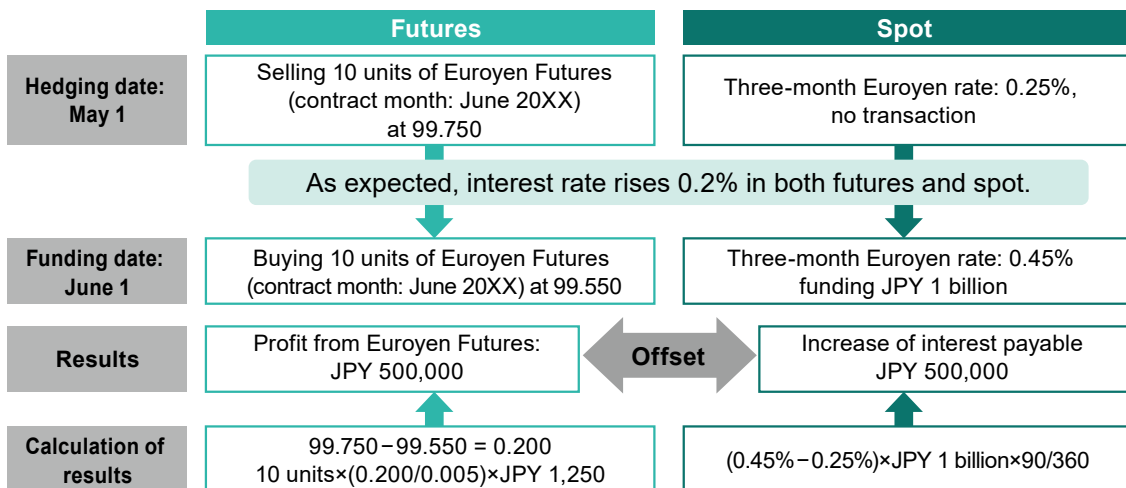 Futures
Spot
Hedging date:
May 1
Selling 10 units of Euroyen Futures
(contract month: June 20XX)
at 99.750
Three-month Euroyen rate: 0.25%,
no transaction
As expected, interest rate rises 0.2% in both futures and spot.
Funding date:
June 1
Buying 10 units of Euroyen Futures
(contract month: June 20XX) at 99.550
Three-month Euroyen rate: 0.45%
funding JPY 1 billion
Results
Profit from Euroyen Futures:
JPY 500,000
Offset
Increase of interest payable
JPY 500,000
Calculation of
results
99.750−99.550 = 0.200
10 units×(0.200/0.005)×JPY 1,250
(0.45%−0.25%)×JPY 1 billion×90/360